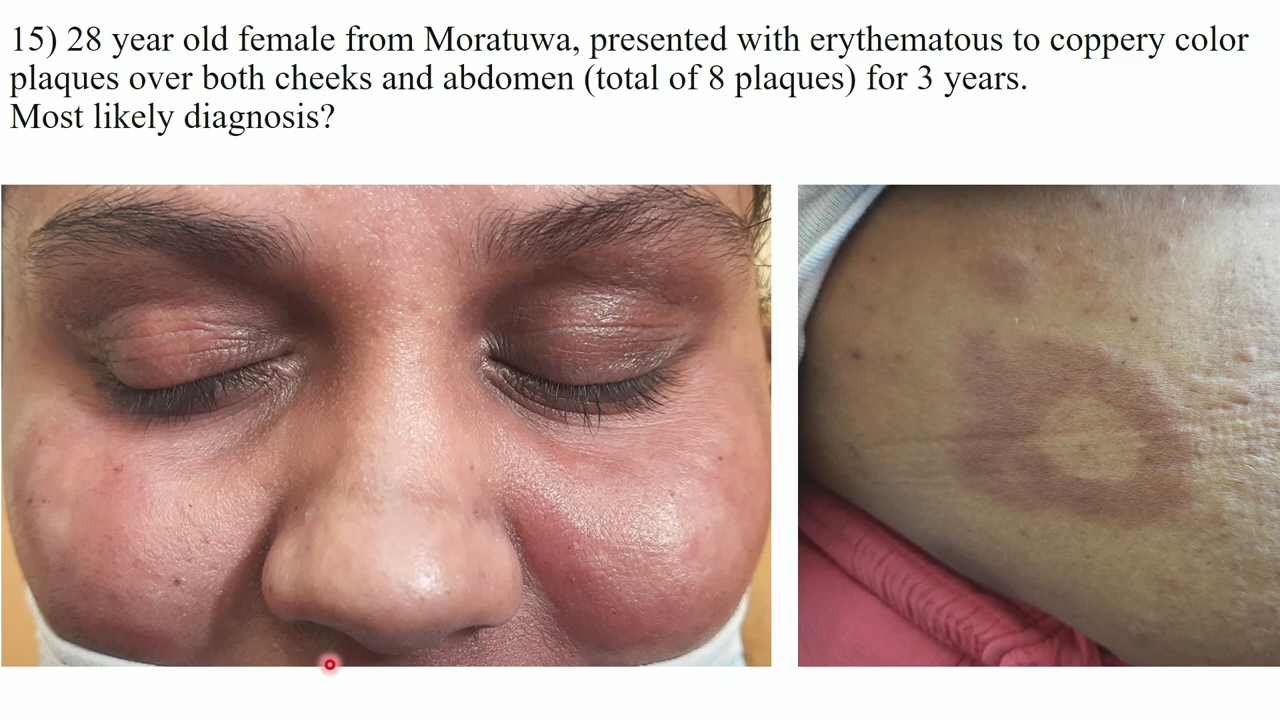 15) 28 year old female from Moratuwa, presented with erythematous to coppery color
plaques over both cheeks and abdomen (total of 8 plaques) for 3 years.
Most likely diagnosis?